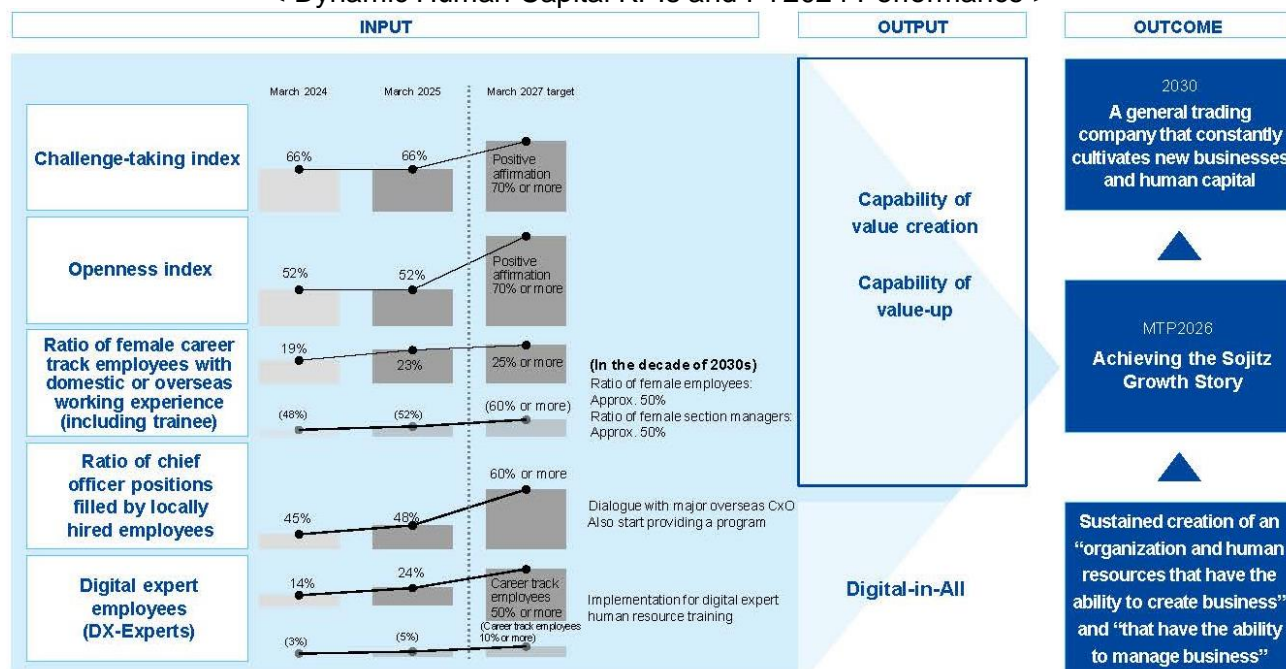 < Dynamic Human Capital KPIs and FY2024 Performance >
INPUT
OUTPUT
OUTCOME
March 2024
March 2025
March 2027 target
Challenge-taking index
66%
66%
Positive
affirmation
70% or more
Openness index
52%
52%
Positive
affirmation
70% or more
Ratio of female career
track employees with
domestic or overseas
working experience
(including trainee)
19%
23%
25% or more
(48%)
(52%)
(60% or more)
(In the decade of 2030s)
Ratio of female employees:
Approx. 50%
Ratio of female section managers:
Approx. 50%
Ratio of chief
officer positions
filled by locally
hired employees
45%
48%
60% or more
Dialogue with major overseas CxO
Also start providing a program
Digital expert
employees
(DX-Experts)
14%
24%
Career track
employees
50% or more
(3%)
(5%)
(Career track employees
10% or more)
Implementation for digital expert
human resource training
Capability of
value creation
Capability of
value-up
Digital-in-All
2030
A general trading
company that constantly
cultivates new businesses
and human capital
MTP2026
Achieving the Sojitz
Growth Story
Sustained creation of an
“organization and human
resources that have the
ability to create business”
and “that have the ability
to manage business”